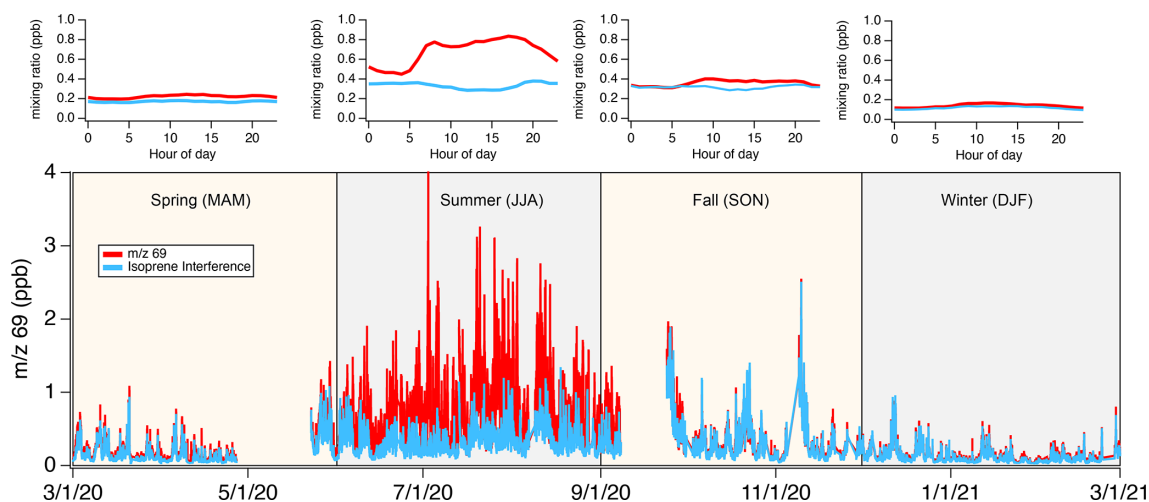 mixing ratio (ppb)
1.0
0.8
0.6
0.4
0.2
0.0
0 5 10 15 20
Hour of day
mixing ratio (ppb)
1.0
0.8
0.6
0.4
0.2
0.0
0 5 10 15 20
Hour of day
mixing ratio (ppb)
1.0
0.8
0.6
0.4
0.2
0.0
0 5 10 15 20
Hour of day
mixing ratio (ppb)
1.0
0.8
0.6
0.4
0.2
0.0
0 5 10 15 20
Hour of day
m/z 69 (ppb)
4
3
2
1
0
Spring (MAM) Summer (JJA) Fall (SON) Winter (DJF)
m/z 69
Isoprene Interference
3/1/20 5/1/20 7/1/20 9/1/20 11/1/20 1/1/21 3/1/21